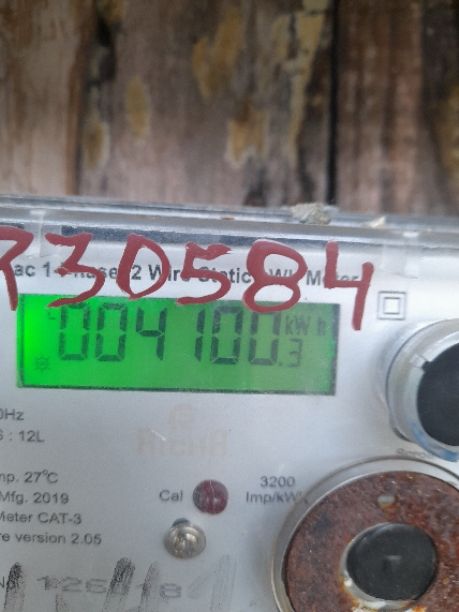 730584
ac 1-Phase 2 Wire Static Wh Meter
004100.3 kWh
0Hz
: 12L
mp. 27°C
Mfg. 2019
Cal
3200
Imp/kW
Meter CAT-3
re version 2.05